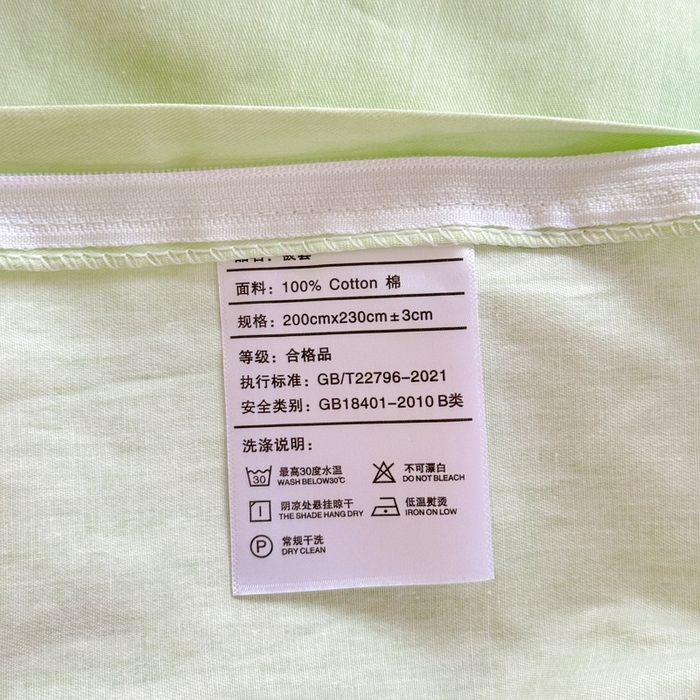 面料：100% Cotton 棉
规格：200cmx230cm±3cm
等级：合格品
执行标准：GB/T22796-2021
安全类别：GB18401-2010 B类
洗涤说明：
30 最高30度水温 不可漂白
WASH BELOW30℃ DO NOT BLEACH
阴凉处悬挂晾干 低温熨烫
THE SHADE HANG DRY IRON ON LOW
P 常规干洗
DRY CLEAN